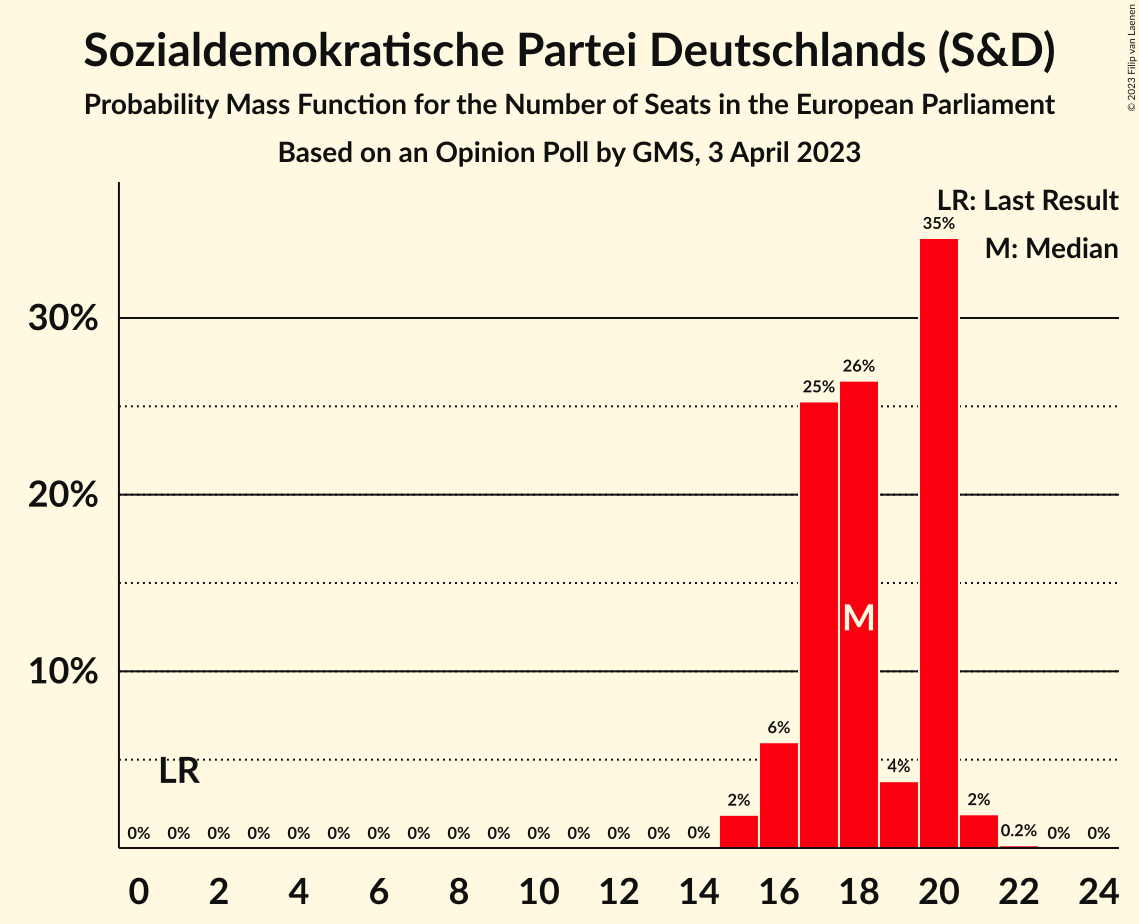 Sozialdemokratische Partei Deutschlands (S&D)
Probability Mass Function for the Number of Seats in the European Parliament
Based on an Opinion Poll by GMS, 3 April 2023
© 2023 Filip van Laenen
LR: Last Result
M: Median
35%
30%
26%
25%
20%
M
10%
6%
LR
4%
2%
2%
0% 0% 0% 0% 0% 0% 0% 0% 0% 0% 0% 0% 0% 0% 0% 0.2% 0% 0%
0 2 4 6 8 10 12 14 16 18 20 22 24